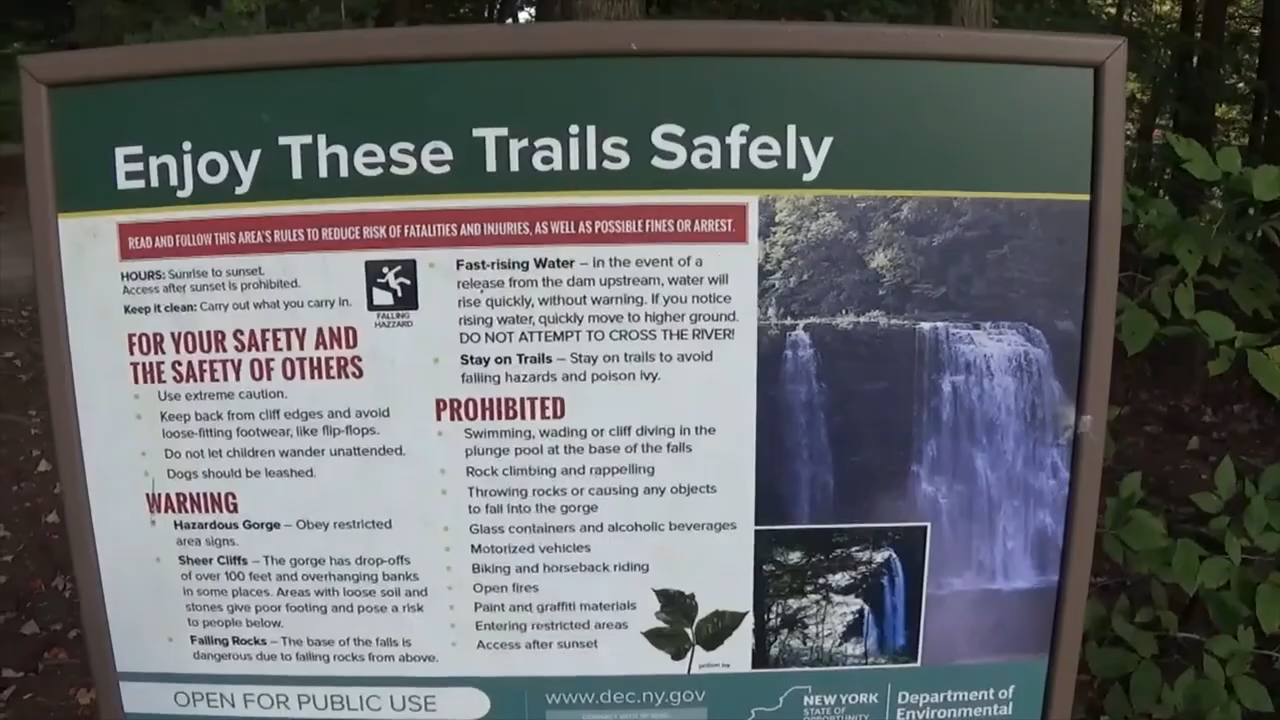 Enjoy These Trails Safely
READ AND FOLLOW THIS AREA'S RULES TO REDUCE RISK OF FATALITIES AND INJURIES, AS WELL AS POSSIBLE FINES OR ARREST.
HOURS: Sunrise to sunset.
Access after sunset is prohibited.
Keep it clean: Carry out what you carry in.
FALLING
HAZZARD
FOR YOUR SAFETY AND
THE SAFETY OF OTHERS
Use extreme caution.
Keep back from cliff edges and avoid
loose-fitting footwear, like flip-flops.
Do not let children wander unattended.
Dogs should be leashed.
WARNING
Hazardous Gorge – Obey restricted
area signs.
Sheer Cliffs – The gorge has drop-offs
of over 100 feet and overhanging banks
in some places. Areas with loose soil and
stones give poor footing and pose a risk
to people below.
Falling Rocks – The base of the falls is
dangerous due to falling rocks from above.
Fast-rising Water – In the event of a
release from the dam upstream, water will
rise quickly, without warning. If you notice
rising water, quickly move to higher ground.
DO NOT ATTEMPT TO CROSS THE RIVER!
Stay on Trails – Stay on trails to avoid
falling hazards and poison ivy.
PROHIBITED
Swimming, wading or cliff diving in the
plunge pool at the base of the falls
Rock climbing and rappelling
Throwing rocks or causing any objects
to fall into the gorge
Glass containers and alcoholic beverages
Motorized vehicles
Biking and horseback riding
Open fires
Paint and graffiti materials
Entering restricted areas
Access after sunset
poison ivy
OPEN FOR PUBLIC USE
www.dec.ny.gov
NEW YORK
STATE OF
OPPORTUNITY
Department of
Environmental